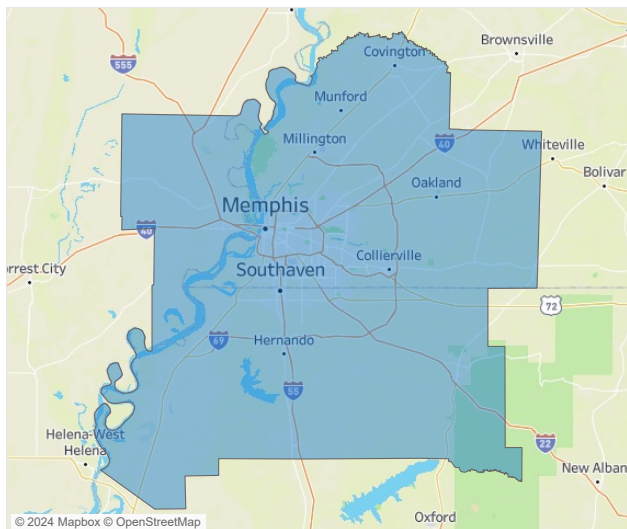 555
Covington
Brownsville
Munford
Millington
40
Whiteville
Bolivar
Oakland
Memphis
40
Collierville
orrest City
Southaven
72
69
Hernando
55
Helena-West
Helena
22
New Alban
Oxford
© 2024 Mapbox © OpenStreetMap